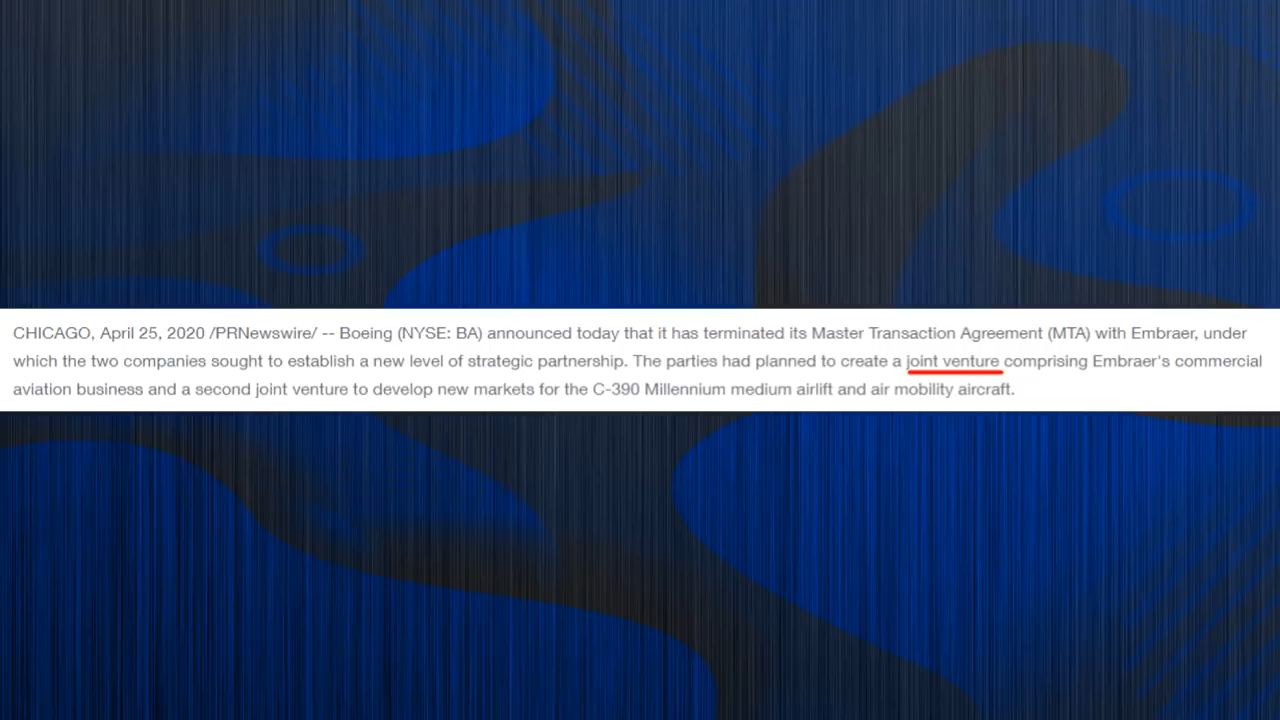 CHICAGO, April 25, 2020 /PRNewswire/ -- Boeing (NYSE: BA) announced today that it has terminated its Master Transaction Agreement (MTA) with Embraer, under
which the two companies sought to establish a new level of strategic partnership. The parties had planned to create a joint venture comprising Embraer's commercial
aviation business and a second joint venture to develop new markets for the C-390 Millennium medium airlift and air mobility aircraft.